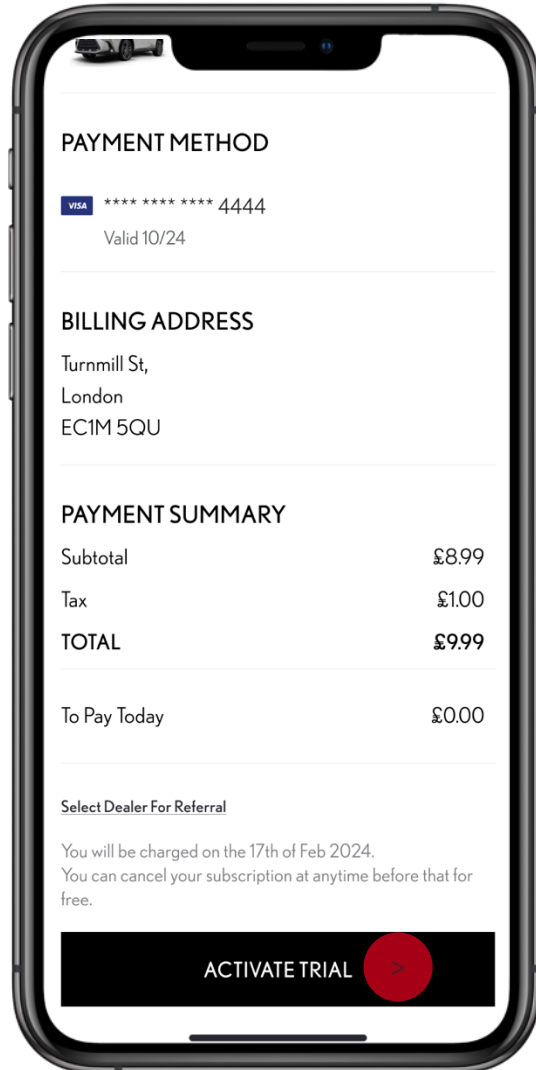 PAYMENT METHOD
VISA **** **** **** 4444
Valid 10/24
BILLING ADDRESS
Turnmill St,
London
EC1M 5QU
PAYMENT SUMMARY
Subtotal £8.99
Tax £1.00
TOTAL £9.99
To Pay Today £0.00
Select Dealer For Referral
You will be charged on the 17th of Feb 2024.
You can cancel your subscription at anytime before that for
free.
ACTIVATE TRIAL >